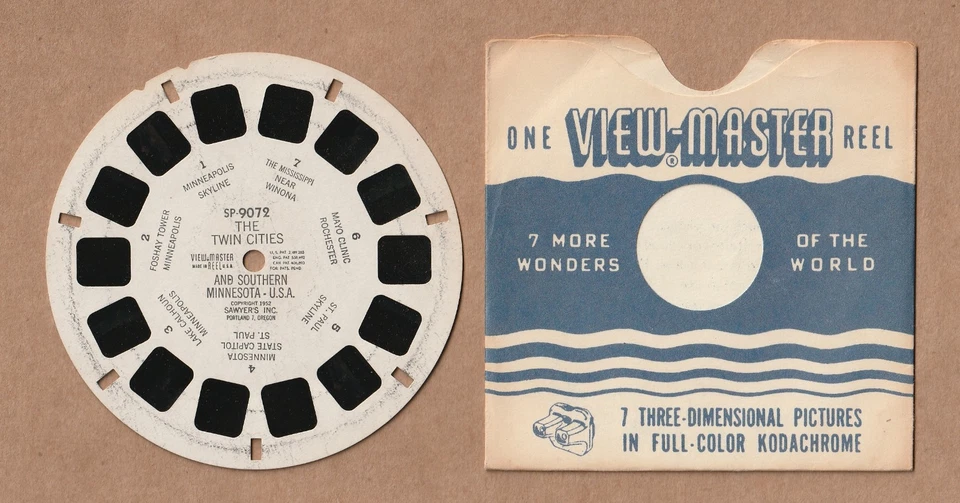 1
MINNEAPOLIS
SKYLINE
7
THE MISSISSIPPI
NEAR
WINONA
SP-9072
THE
TWIN CITIES
2
FOSHAY TOWER
MINNEAPOLIS
6
MAYO CLINIC
ROCHESTER
VIEW-MASTER
MADE IN REEL U.S.A.
AND SOUTHERN
MINNESOTA - U.S.A.
COPYRIGHT 1952
SAWYER'S INC.
PORTLAND 7, OREGON
3
LAKE CALHOUN
MINNEAPOLIS
5
ST. PAUL
SKYLINE
4
MINNESOTA
STATE CAPITOL
ST. PAUL
ONE VIEW-MASTER® REEL
7 MORE
WONDERS
OF THE
WORLD
7 THREE-DIMENSIONAL PICTURES
IN FULL-COLOR KODACHROME